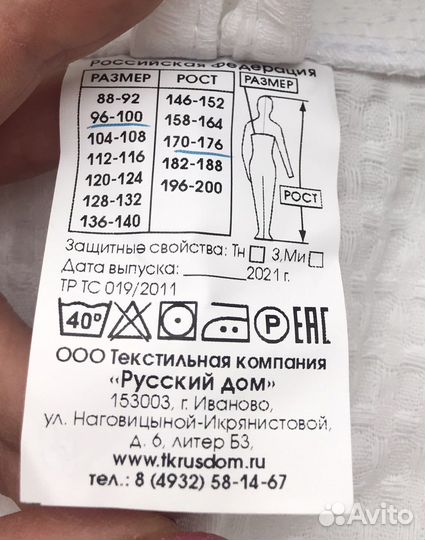 Российская Федерация
РАЗМЕР РОСТ РАЗМЕР
88-92 146-152
96-100 158-164
104-108 170-176
112-116 182-188
120-124 196-200
128-132
136-140
РОСТ
Защитные свойства: Тн З,Ми
Дата выпуска: ______ 2021 г.
ТР ТС 019/2011
40° P EAC
ООО Текстильная компания
«Русский дом»
153003, г. Иваново,
ул. Наговицыной-Икрянистовой,
д. 6, литер Б3,
www.tkrusdom.ru
тел.: 8 (4932) 58-14-67
Avito